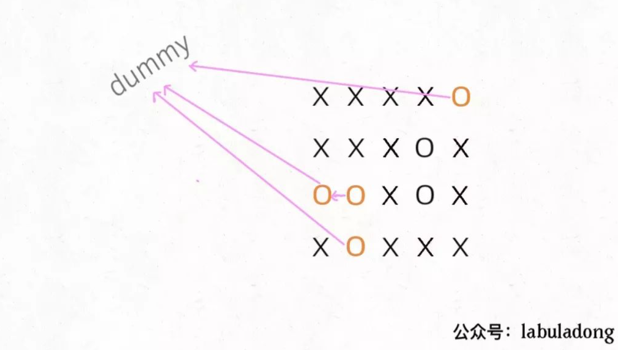 dummy
X X X X O
X X X O X
O O X O X
X O X X X
公众号：labuladong